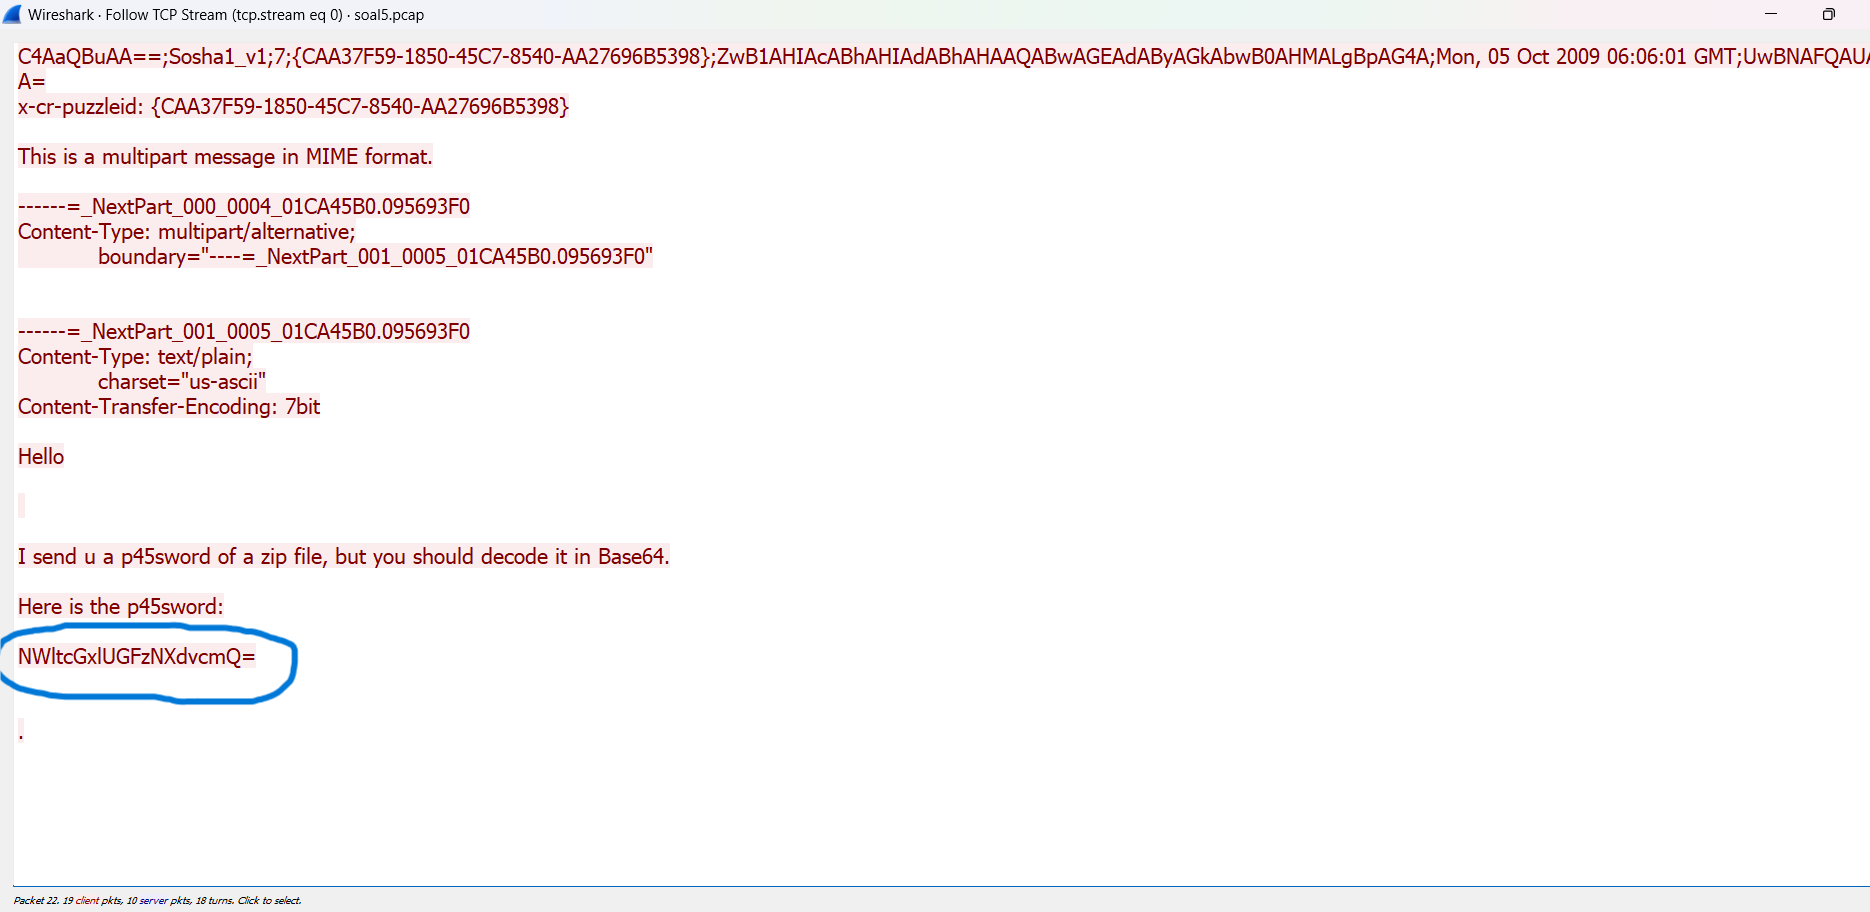 Wireshark · Follow TCP Stream (tcp.stream eq 0) · soal5.pcap
C4AaQBuAA==;Sosha1_v1;7;{CAA37F59-1850-45C7-8540-AA27696B5398};ZwB1AHIAcABhAHIAdABhAHAAQABwAGEAdAByAGkAbwB0AHMALgBpAG4A;Mon, 05 Oct 2009 06:06:01 GMT;UwBNAFQAUA
A=
x-cr-puzzleid: {CAA37F59-1850-45C7-8540-AA27696B5398}
This is a multipart message in MIME format.
------=_NextPart_000_0004_01CA45B0.095693F0
Content-Type: multipart/alternative;
boundary="----=_NextPart_001_0005_01CA45B0.095693F0"
------=_NextPart_001_0005_01CA45B0.095693F0
Content-Type: text/plain;
charset="us-ascii"
Content-Transfer-Encoding: 7bit
Hello
I send u a p45sword of a zip file, but you should decode it in Base64.
Here is the p45sword:
NWltcGxlUGFzNXdvcmQ=
.
Packet 22. 19 client pkts, 10 server pkts, 18 turns. Click to select.